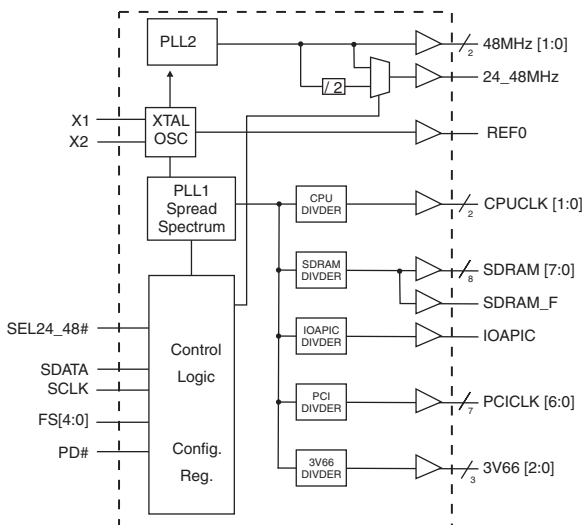 PLL2
48MHz [1:0]
2
/ 2
24_48MHz
X1
X2
XTAL
OSC
REF0
PLL1
Spread
Spectrum
CPU
DIVDER
CPUCLK [1:0]
2
SDRAM
DIVDER
SDRAM [7:0]
8
SDRAM_F
SEL24_48#
IOAPIC
DIVDER
IOAPIC
SDATA
SCLK
Control
Logic
FS[4:0]
PD#
PCI
DIVDER
PCICLK [6:0]
7
Config.
Reg.
3V66
DIVDER
3V66 [2:0]
3